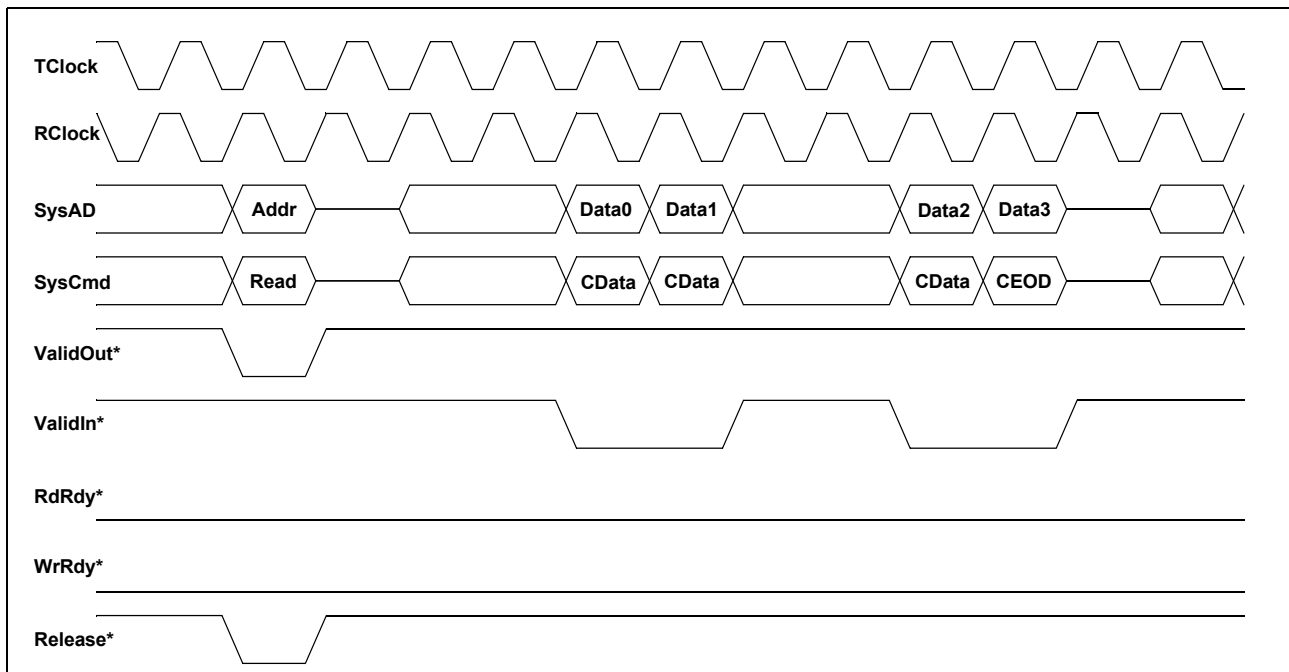 TClock
RClock
SysAD Addr Data0 Data1 Data2 Data3
SysCmd Read CData CData CData CEOD
ValidOut*
ValidIn*
RdRdy*
WrRdy*
Release*